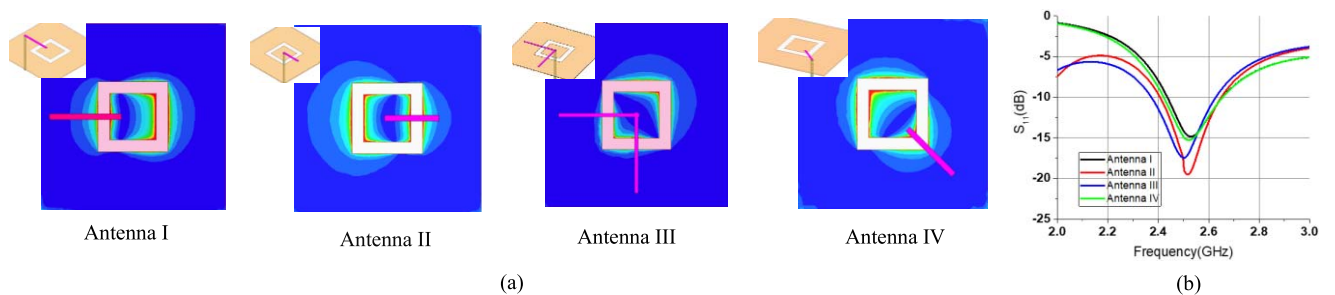 Antenna I
Antenna II
Antenna III
Antenna IV
(a)
0
-5
-10
-15
-20
-25
S₁₁(dB)
Antenna I
Antenna II
Antenna III
Antenna IV
2.0 2.2 2.4 2.6 2.8 3.0
Frequency(GHz)
(b)